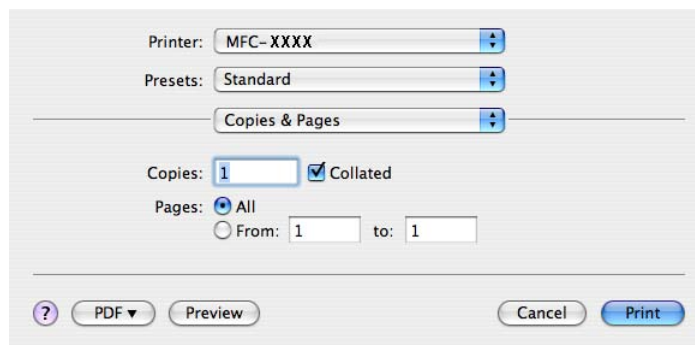 Printer: MFC-XXXX
Presets: Standard
Copies & Pages
Copies: 1 Collated
Pages: All
From: 1 to: 1
? PDF ▼ Preview Cancel Print